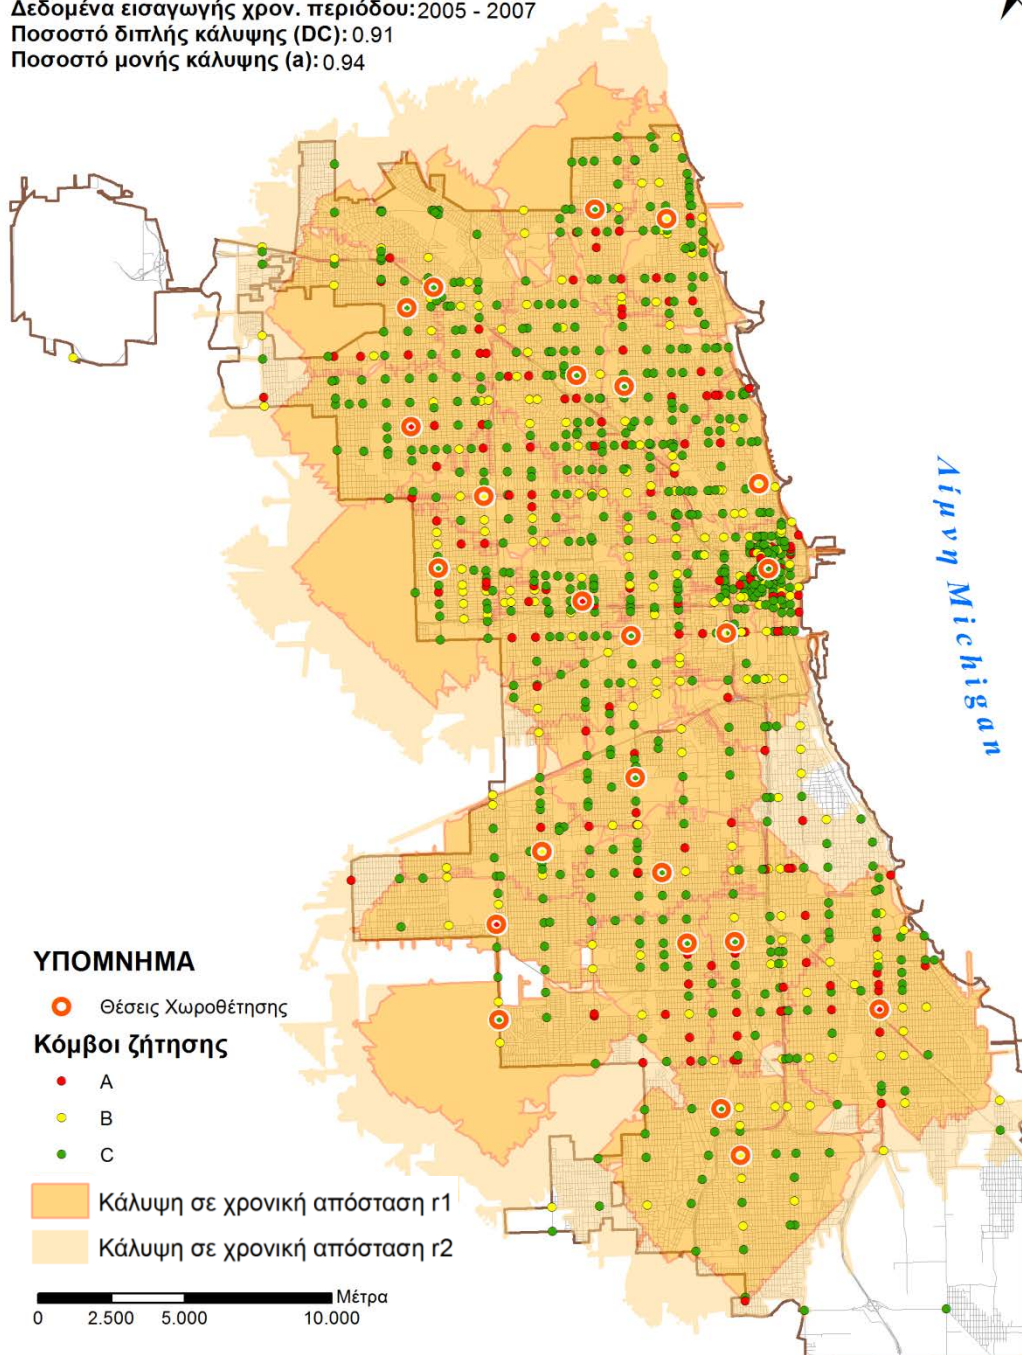 Δεδομένα εισαγωγής χρον. περιόδου: 2005 - 2007
Ποσοστό διπλής κάλυψης (DC): 0.91
Ποσοστό μονής κάλυψης (a): 0.94
Λίμνη Michigan
ΥΠΟΜΝΗΜΑ
Θέσεις Χωροθέτησης
Κόμβοι ζήτησης
A
B
C
Κάλυψη σε χρονική απόσταση r1
Κάλυψη σε χρονική απόσταση r2
Μέτρα
0 2.500 5.000 10.000